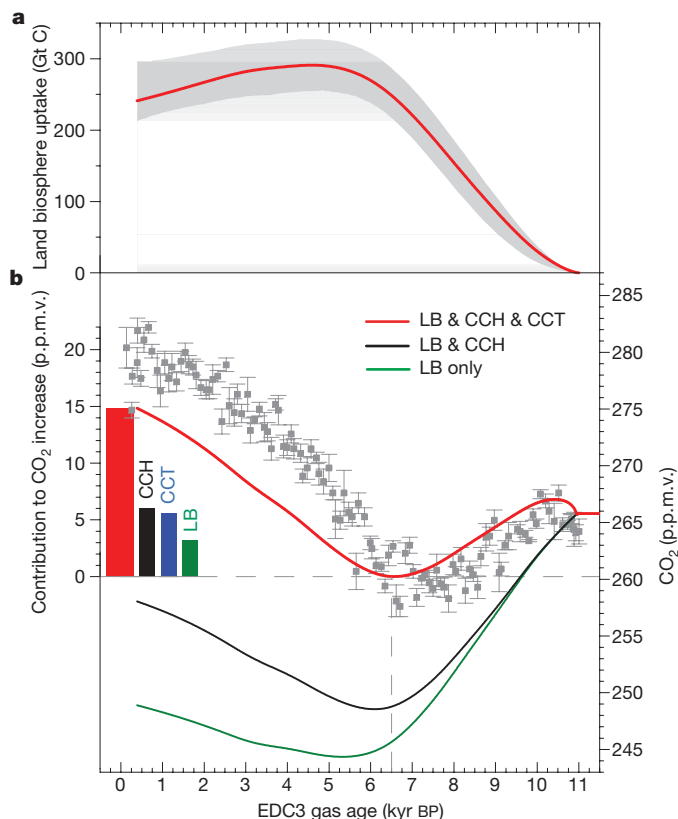 a
Land biosphere uptake (Gt C)
300
200
100
0
b
Contribution to CO2 increase (p.p.m.v.)
20
15
10
5
0
LB & CCH & CCT
LB & CCH
LB only
CCH
CCT
LB
285
280
275
270
265
260
255
250
245
CO2 (p.p.m.v.)
0 1 2 3 4 5 6 7 8 9 10 11
EDC3 gas age (kyr BP)